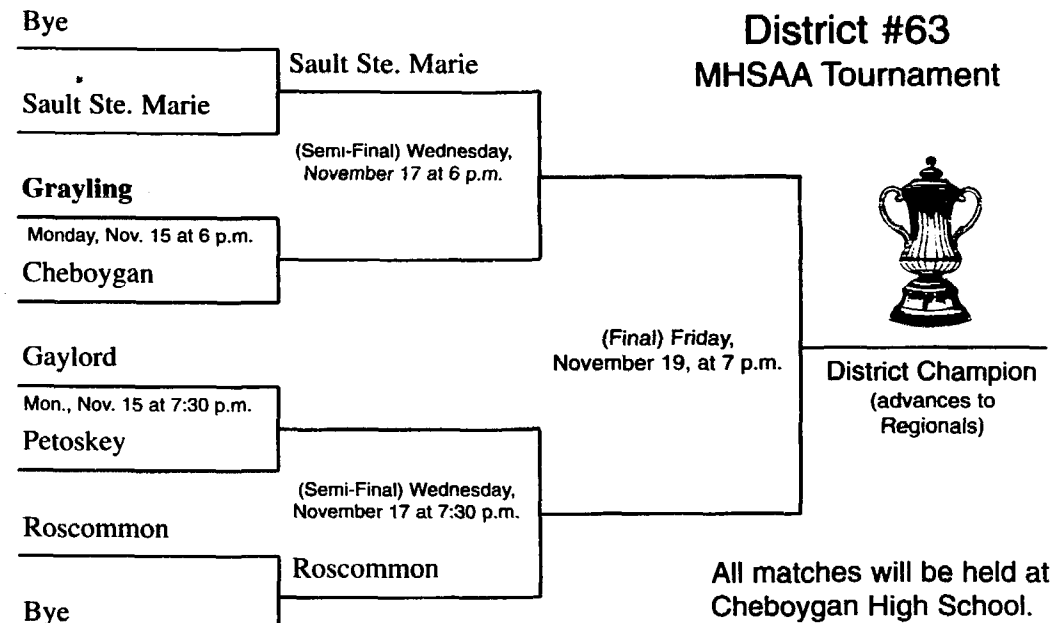 Bye
Sault Ste. Marie
Sault Ste. Marie
(Semi-Final) Wednesday,
November 17 at 6 p.m.
Grayling
Monday, Nov. 15 at 6 p.m.
Cheboygan
Gaylord
Mon., Nov. 15 at 7:30 p.m.
Petoskey
(Semi-Final) Wednesday,
November 17 at 7:30 p.m.
Roscommon
Roscommon
Bye
(Final) Friday,
November 19, at 7 p.m.
District #63
MHSAA Tournament
District Champion
(advances to
Regionals)
All matches will be held at
Cheboygan High School.